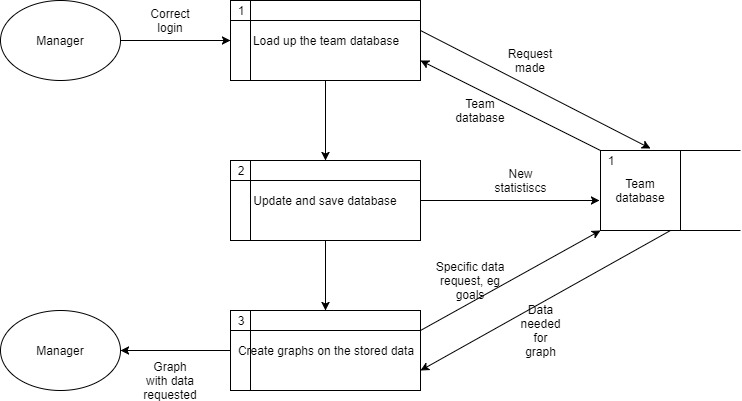 Manager
Correct
login
1
Load up the team database
Request
made
Team
database
2
Update and save database
New
statistiscs
1
Team
database
Specific data
request, eg
goals
Data
needed
for
graph
3
Create graphs on the stored data
Manager
Graph
with data
requested